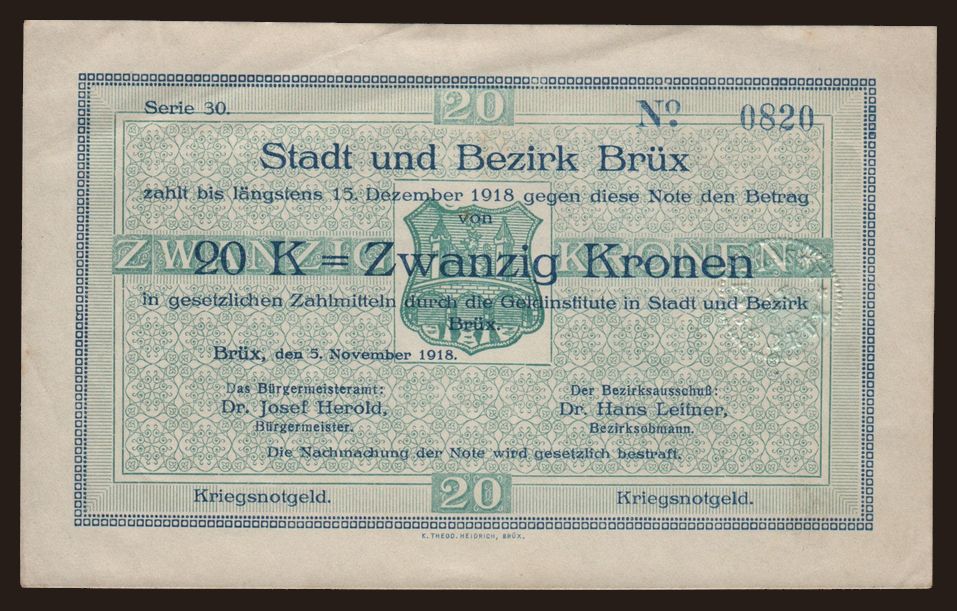 20
Serie 30.
Nº. 0820
Stadt und Bezirk Brüx
zahlt bis längstens 15. Dezember 1918 gegen diese Note den Betrag
von
ZWANZIG KRONEN
20 K = Zwanzig Kronen
in gesetzlichen Zahlmitteln durch die Geldinstitute in Stadt und Bezirk
Brüx.
Brüx, den 5. November 1918.
Das Bürgermeisteramt:
Dr. Josef Herold,
Bürgermeister.
Der Bezirksausschuß:
Dr. Hans Leitner,
Bezirksobmann.
Die Nachmachung der Note wird gesetzlich bestraft.
Kriegsnotgeld.
20
Kriegsnotgeld.
K. THEOD. HEIDRICH, BRÜX.